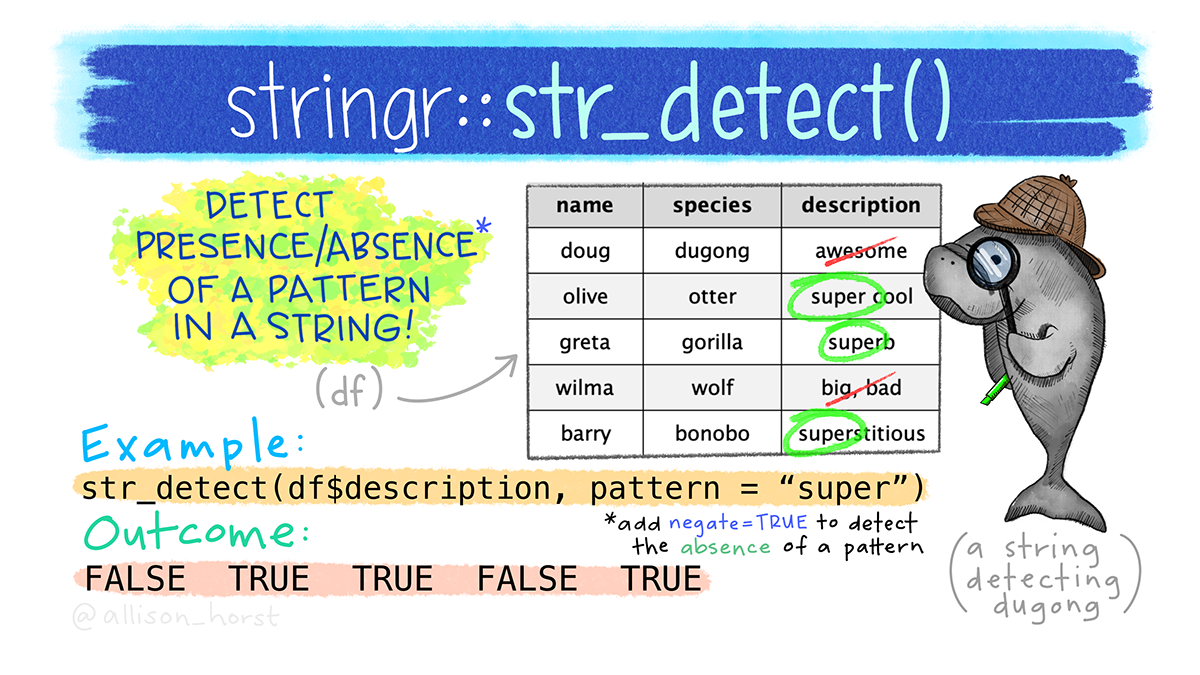 stringr::str_detect()
DETECT
PRESENCE/ABSENCE*
OF A PATTERN
IN A STRING!
(df)
name species description
doug dugong awesome
olive otter super cool
greta gorilla superb
wilma wolf big, bad
barry bonobo superstitious
Example:
str_detect(df$description, pattern = “super”)
*add negate=TRUE to detect
the absence of a pattern
Outcome:
FALSE TRUE TRUE FALSE TRUE
(a string
detecting
dugong)
@allison_horst